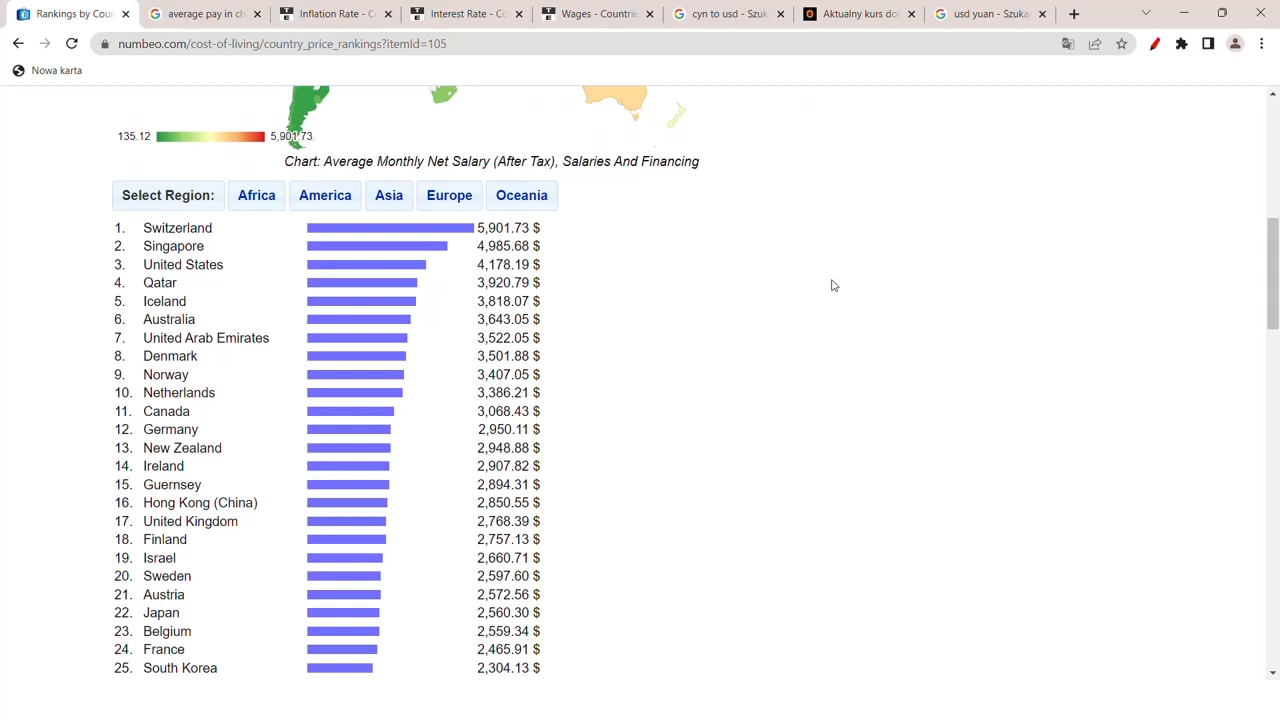 Rankings by Cou
average pay in ch
Inflation Rate - C
Interest Rate - Co
Wages - Countrie
cyn to usd - Szuk
Aktualny kurs do
usd yuan - Szuka
numbeo.com/cost-of-living/country_price_rankings?itemId=105
Nowa karta
135.12 5,901.73
Chart: Average Monthly Net Salary (After Tax), Salaries And Financing
Select Region: Africa America Asia Europe Oceania
1. Switzerland 5,901.73 $
2. Singapore 4,985.68 $
3. United States 4,178.19 $
4. Qatar 3,920.79 $
5. Iceland 3,818.07 $
6. Australia 3,643.05 $
7. United Arab Emirates 3,522.05 $
8. Denmark 3,501.88 $
9. Norway 3,407.05 $
10. Netherlands 3,386.21 $
11. Canada 3,068.43 $
12. Germany 2,950.11 $
13. New Zealand 2,948.88 $
14. Ireland 2,907.82 $
15. Guernsey 2,894.31 $
16. Hong Kong (China) 2,850.55 $
17. United Kingdom 2,768.39 $
18. Finland 2,757.13 $
19. Israel 2,660.71 $
20. Sweden 2,597.60 $
21. Austria 2,572.56 $
22. Japan 2,560.30 $
23. Belgium 2,559.34 $
24. France 2,465.91 $
25. South Korea 2,304.13 $